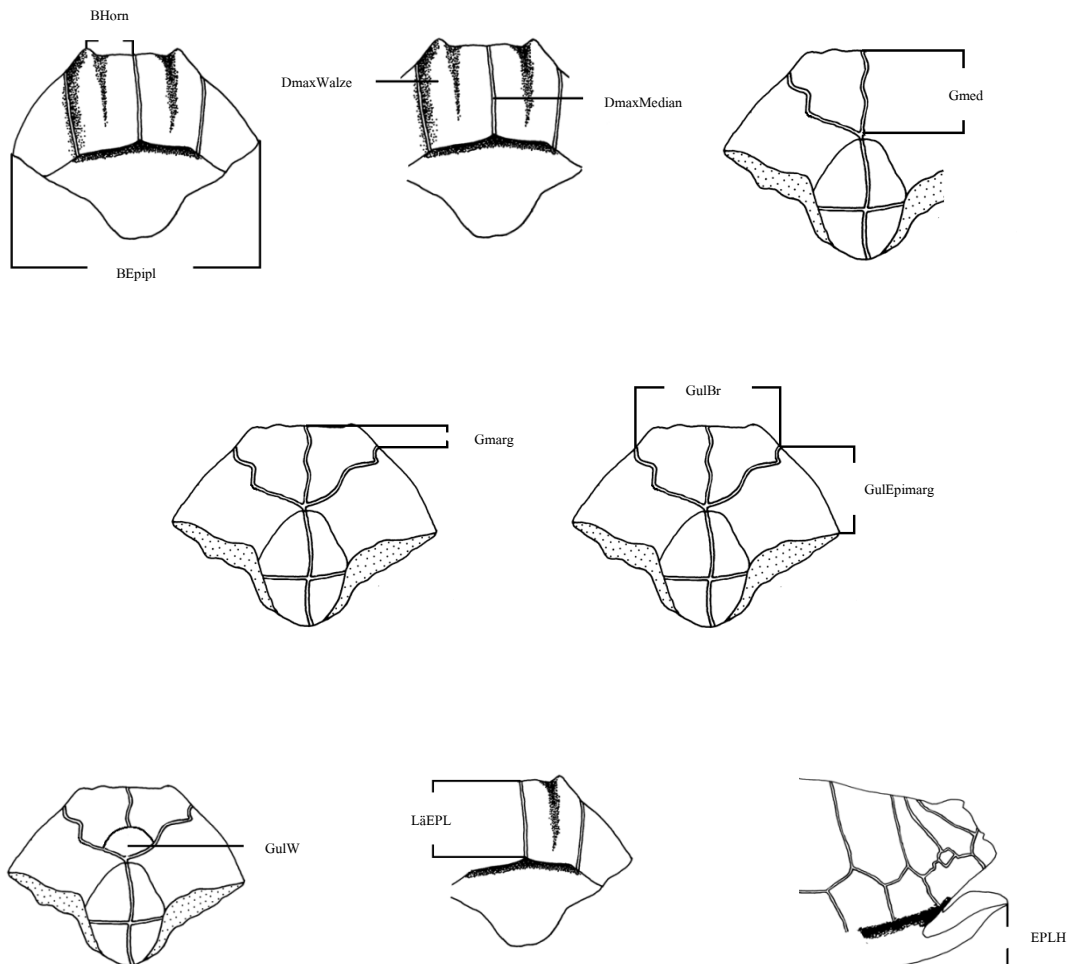 BHorn
DmaxWalze
DmaxMedian
Gmed
BEpipl
GulBr
Gmarg
GulEpimarg
GulW
LäEPL
EPLH